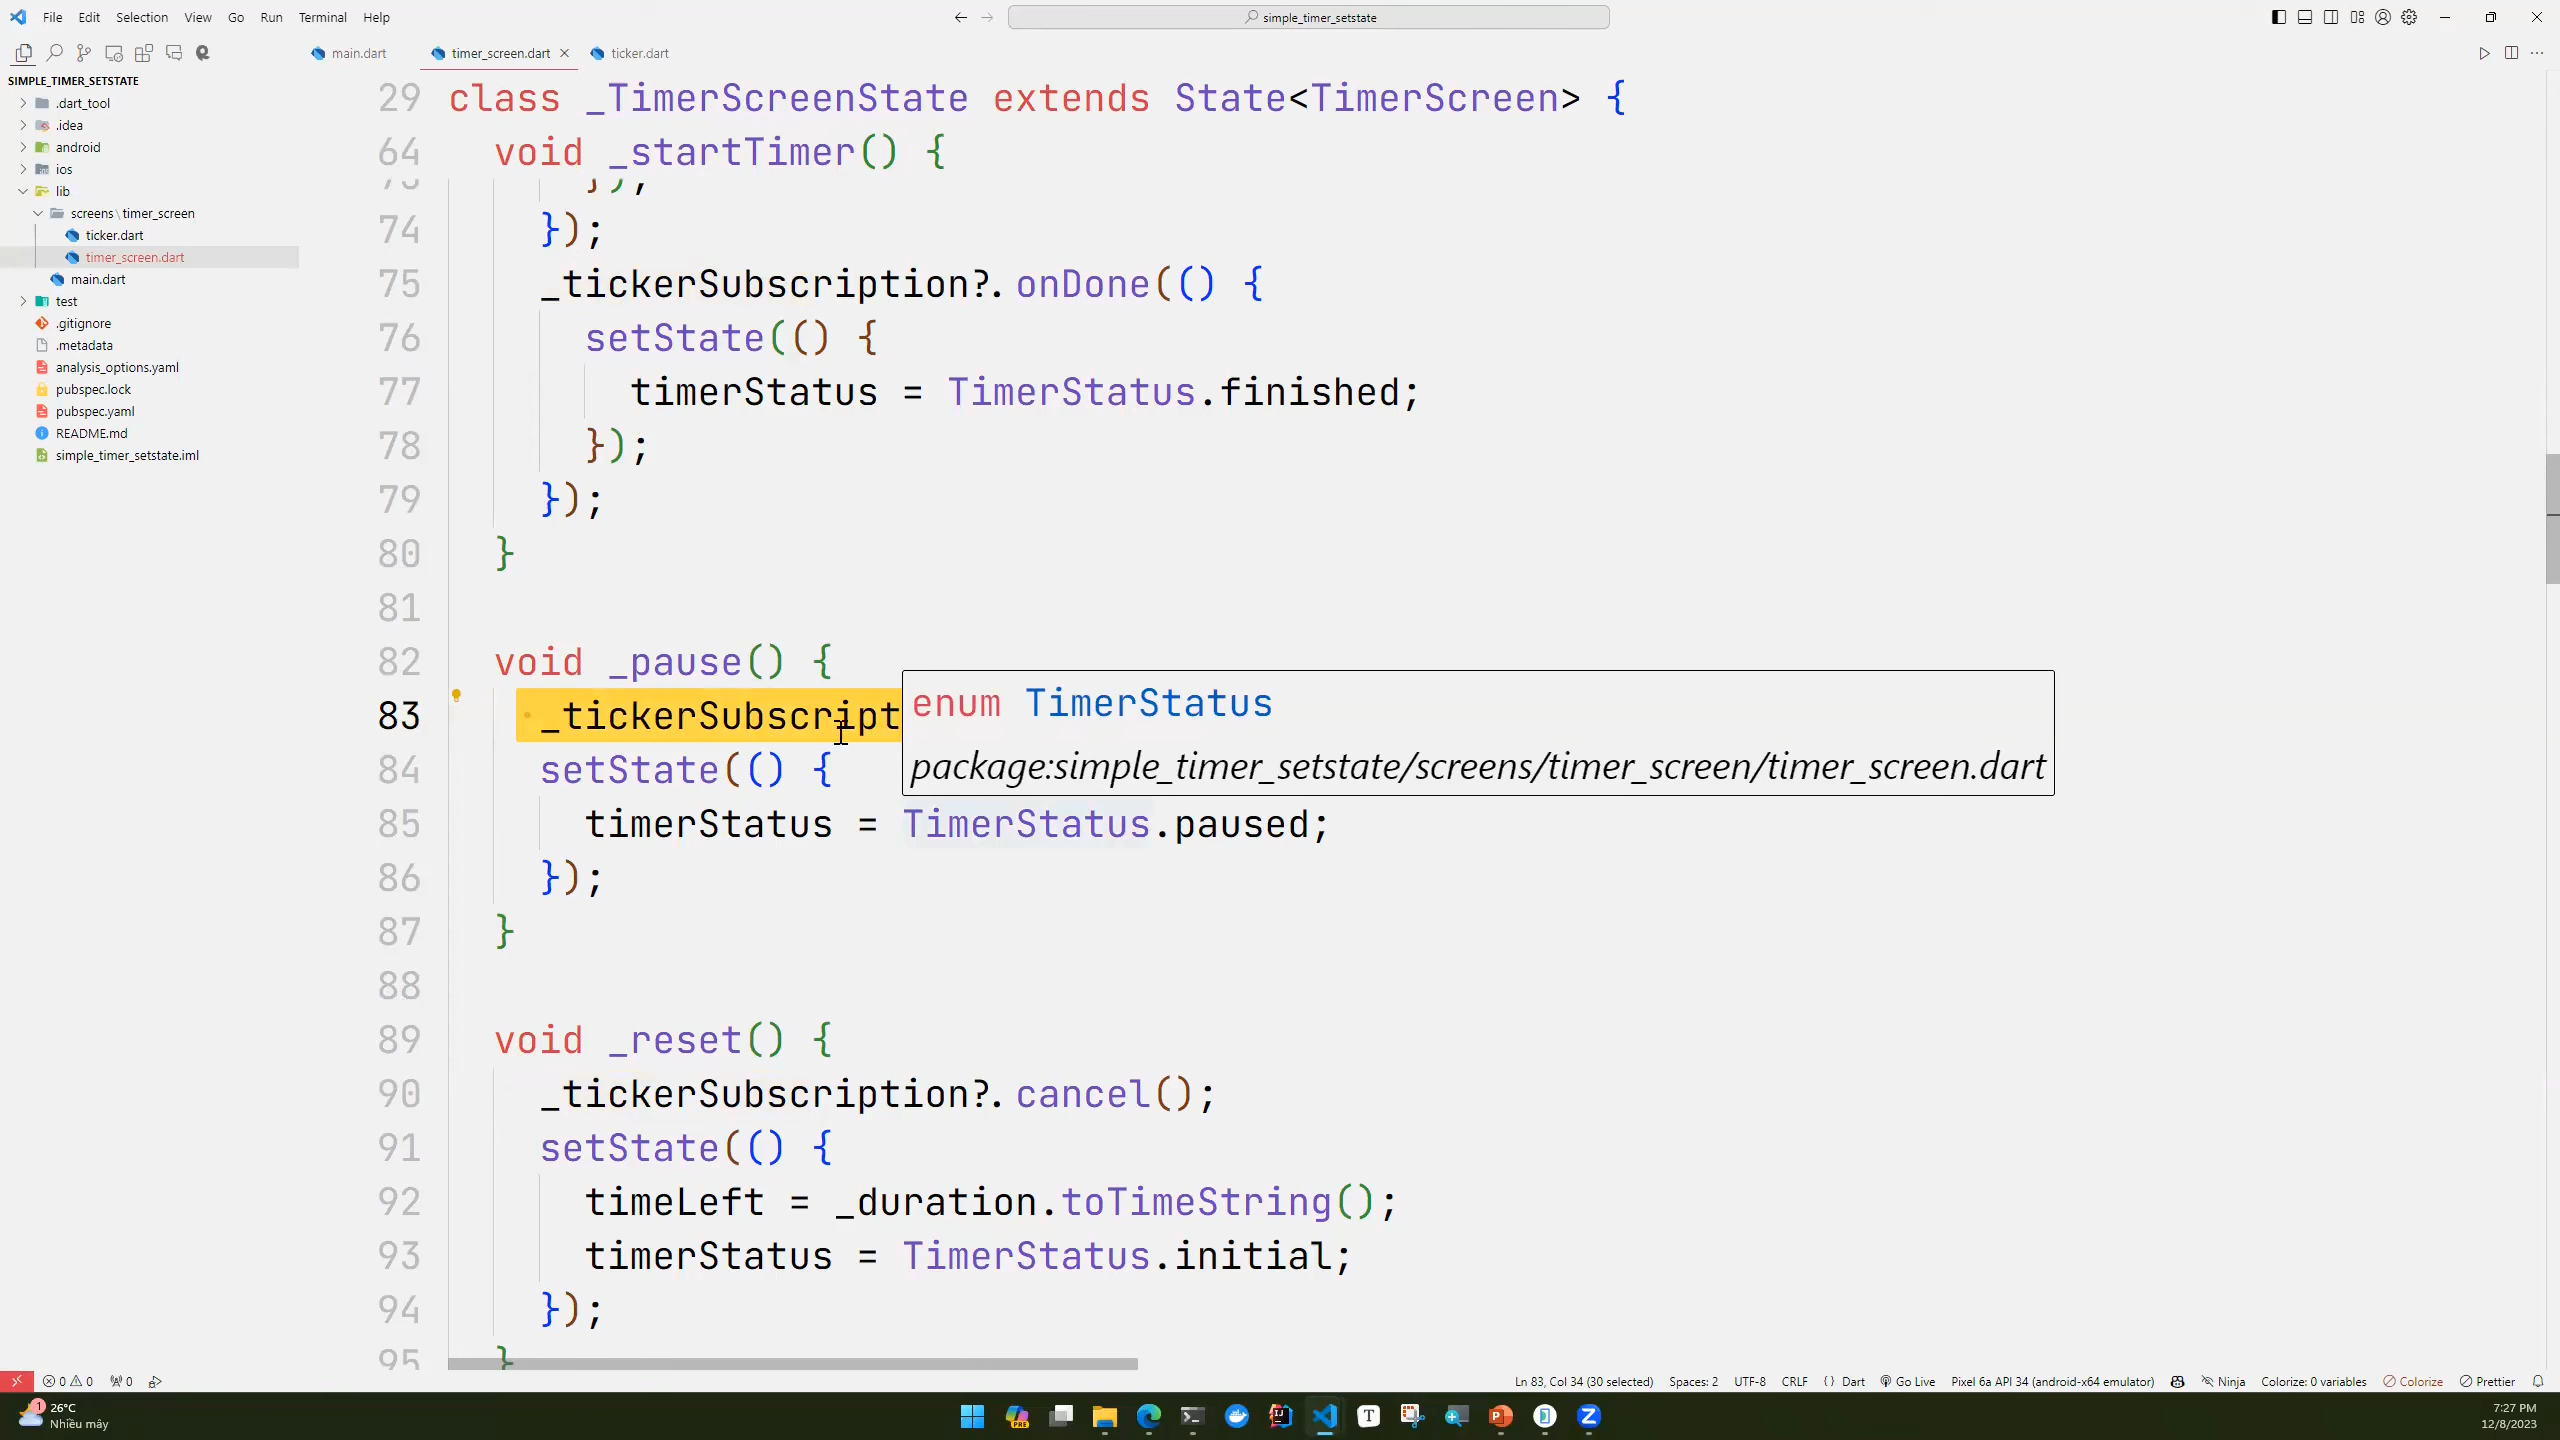 File Edit Selection View Go Run Terminal Help
simple_timer_setstate
main.dart timer_screen.dart ticker.dart
SIMPLE_TIMER_SETSTATE
.dart_tool
.idea
android
ios
lib
screens\timer_screen
ticker.dart
timer_screen.dart
main.dart
test
.gitignore
.metadata
analysis_options.yaml
pubspec.lock
pubspec.yaml
README.md
simple_timer_setstate.iml
29 class _TimerScreenState extends State<TimerScreen> {
64 void _startTimer() {
73 });
74 });
75 _tickerSubscription?.onDone(() {
76 setState(() {
77 timerStatus = TimerStatus.finished;
78 });
79 });
80 }
81
82 void _pause() {
83 _tickerSubscript
enum TimerStatus
package:simple_timer_setstate/screens/timer_screen/timer_screen.dart
84 setState(() {
85 timerStatus = TimerStatus.paused;
86 });
87 }
88
89 void _reset() {
90 _tickerSubscription?.cancel();
91 setState(() {
92 timeLeft = _duration.toTimeString();
93 timerStatus = TimerStatus.initial;
94 });
95 }
0 0 0 Ln 83, Col 34 (30 selected) Spaces: 2 UTF-8 CRLF { } Dart Go Live Pixel 6a API 34 (android-x64 emulator) Ninja Colorize: 0 variables Colorize Prettier
1 26°C
Nhiều mây
PRE
7:27 PM
12/8/2023